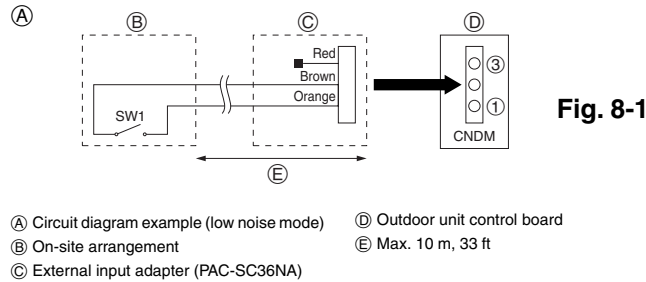 Ⓐ
Ⓑ
Ⓒ
Ⓓ
Red
Brown
Orange
SW1
③
①
CNDM
Ⓔ
Fig. 8-1
Ⓐ Circuit diagram example (low noise mode)
Ⓑ On-site arrangement
Ⓒ External input adapter (PAC-SC36NA)
Ⓓ Outdoor unit control board
Ⓔ Max. 10 m, 33 ft